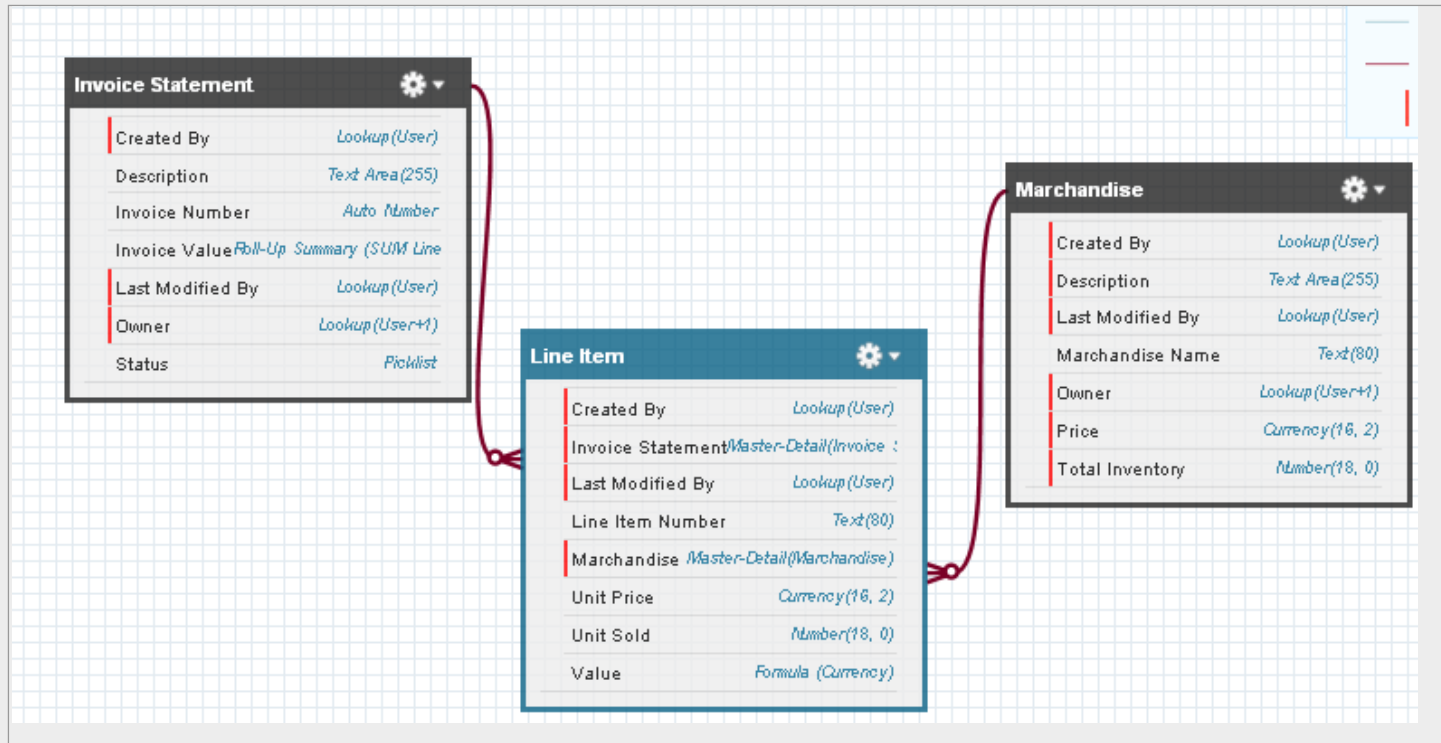 Invoice Statement
Created By Lookup(User)
Description Text Area(255)
Invoice Number Auto Number
Invoice Value Roll-Up Summary (SUM Line
Last Modified By Lookup(User)
Owner Lookup(User+1)
Status Picklist
Marchandise
Created By Lookup(User)
Description Text Area(255)
Last Modified By Lookup(User)
Marchandise Name Text(80)
Owner Lookup(User+1)
Price Currency(16, 2)
Total Inventory Number(18, 0)
Line Item
Created By Lookup(User)
Invoice Statement Master-Detail(Invoice
Last Modified By Lookup(User)
Line Item Number Text(80)
Marchandise Master-Detail(Marchandise)
Unit Price Currency(16, 2)
Unit Sold Number(18, 0)
Value Formula (Currency)